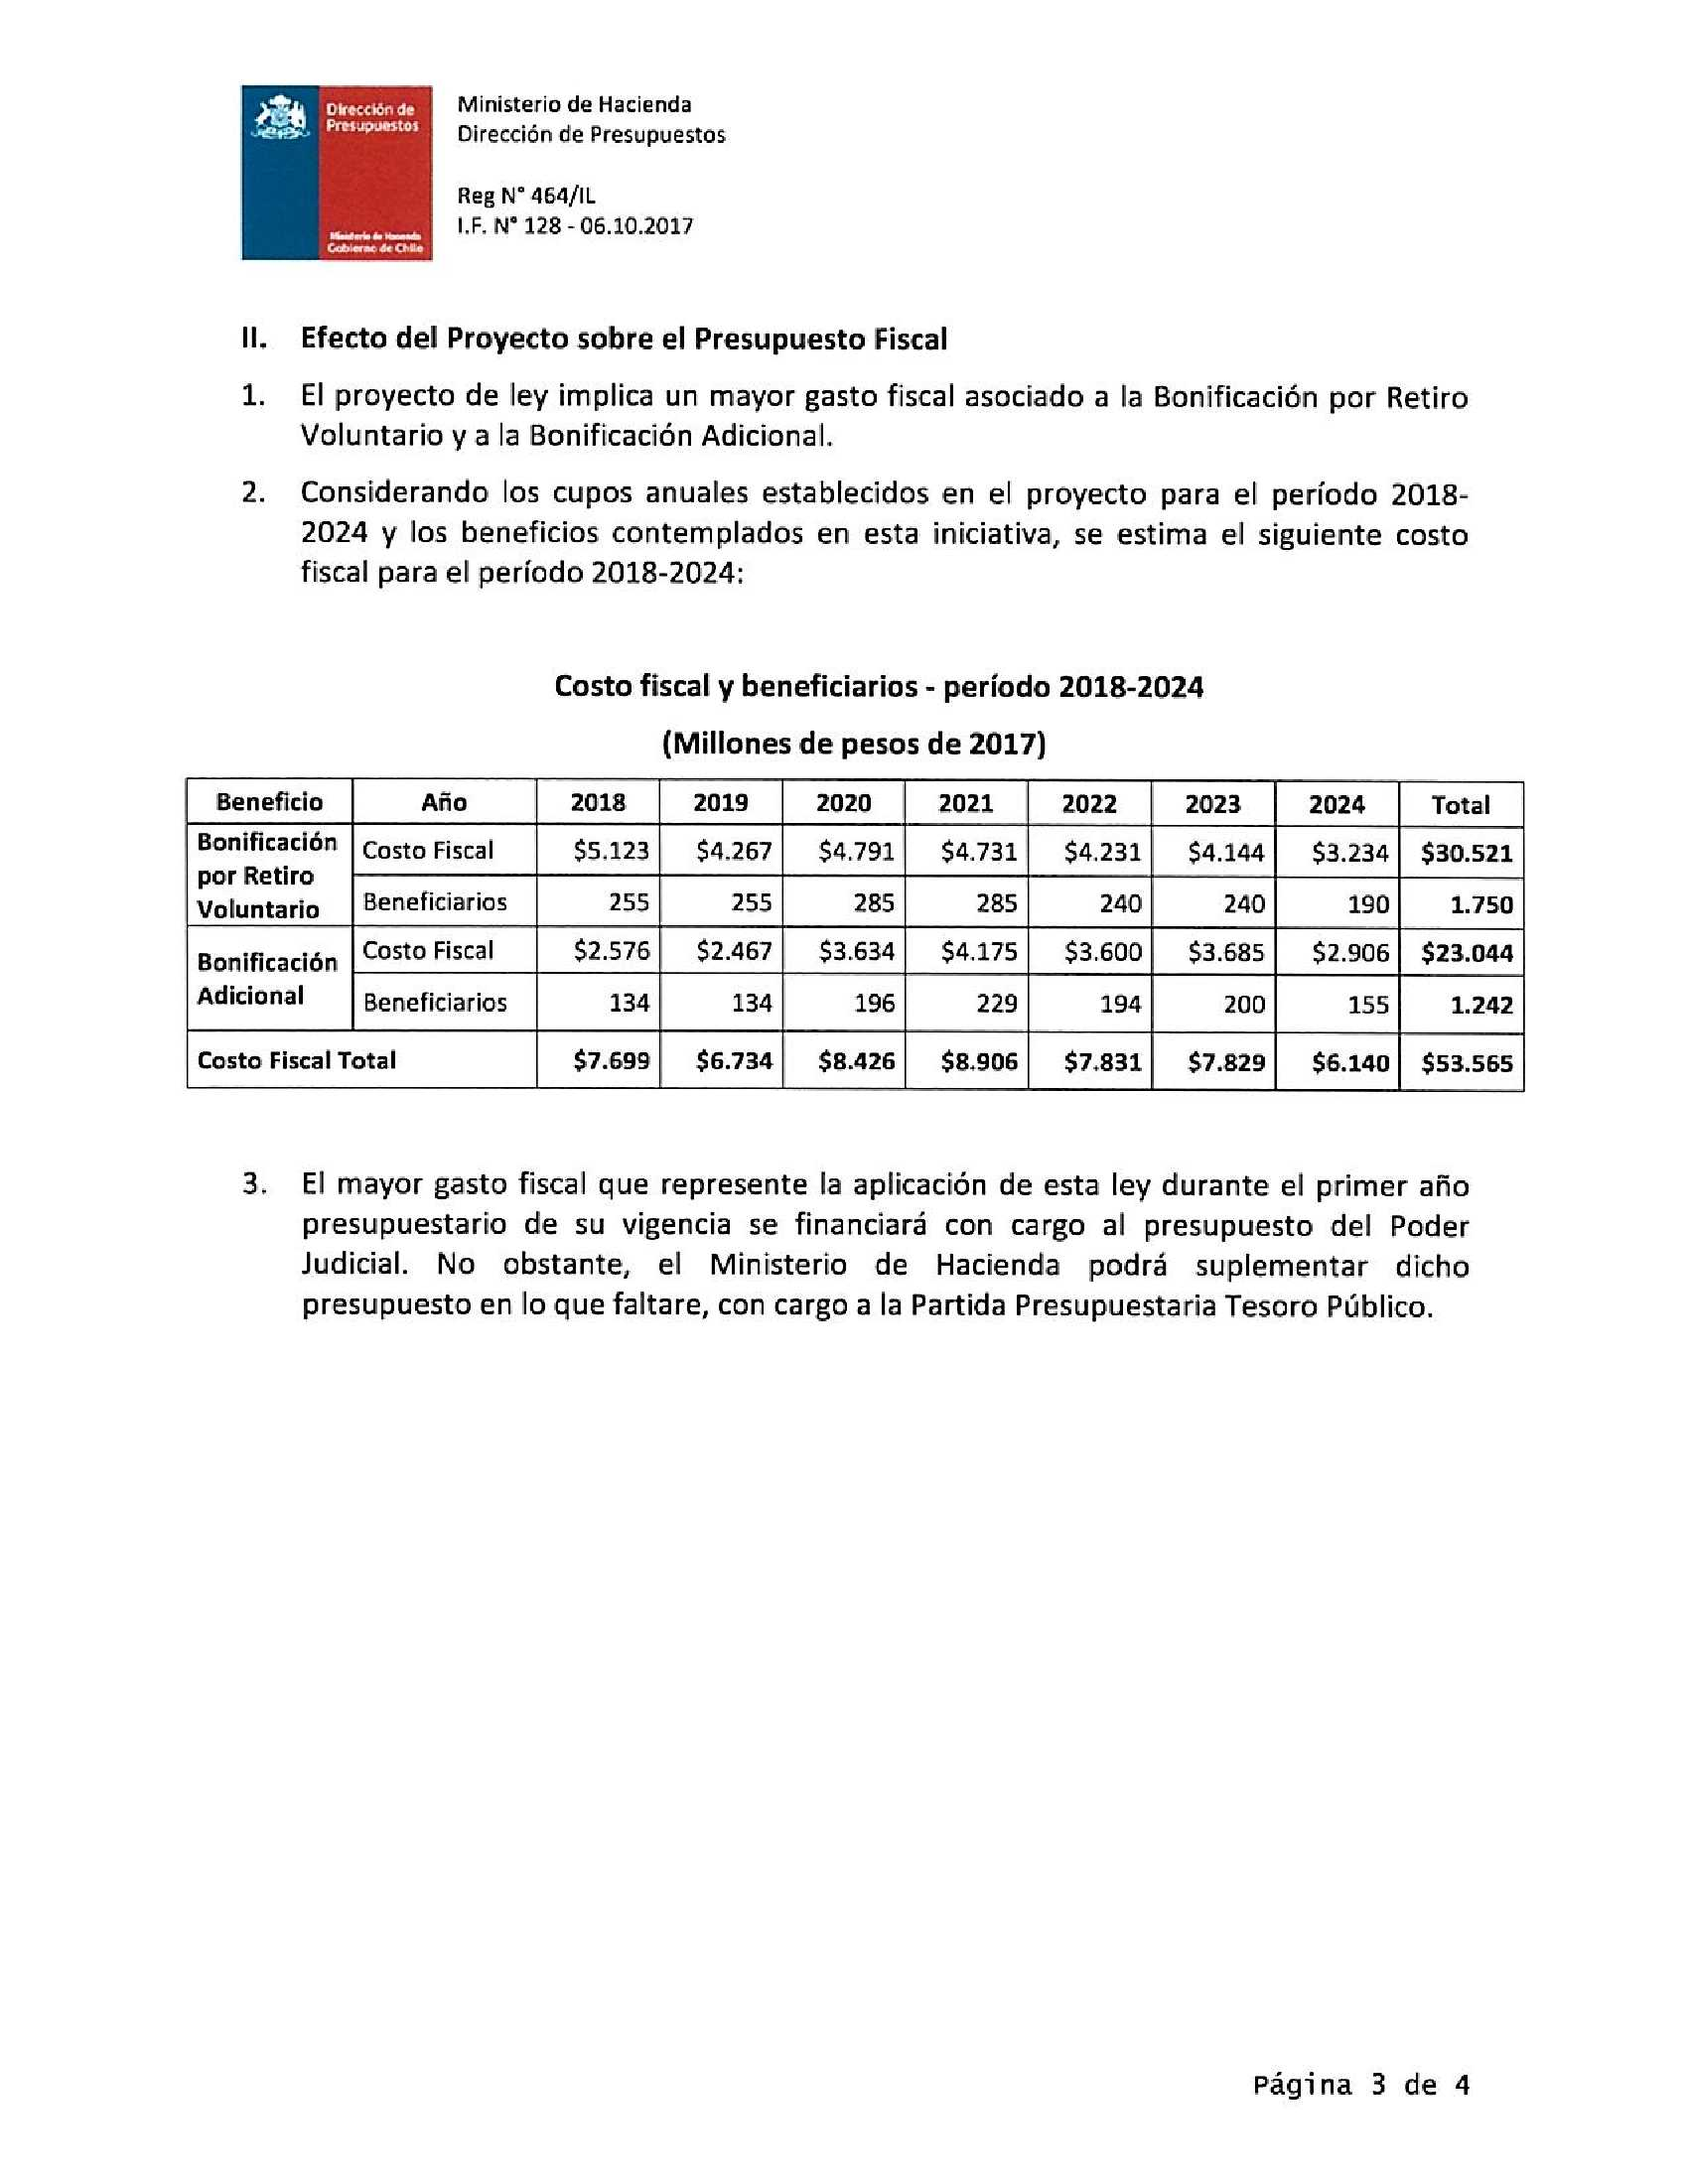 Dirección de
Presupuestos
Ministerio de Hacienda
Gobierno de Chile
Ministerio de Hacienda
Dirección de Presupuestos
Reg N° 464/IL
I.F. N° 128 - 06.10.2017
II. Efecto del Proyecto sobre el Presupuesto Fiscal
1. El proyecto de ley implica un mayor gasto fiscal asociado a la Bonificación por Retiro
Voluntario y a la Bonificación Adicional.
2. Considerando los cupos anuales establecidos en el proyecto para el período 2018-
2024 y los beneficios contemplados en esta iniciativa, se estima el siguiente costo
fiscal para el período 2018-2024:
Costo fiscal y beneficiarios - período 2018-2024
(Millones de pesos de 2017)
Beneficio Año 2018 2019 2020 2021 2022 2023 2024 Total
Bonificación
por Retiro
Voluntario
Costo Fiscal $5.123 $4.267 $4.791 $4.731 $4.231 $4.144 $3.234 $30.521
Beneficiarios 255 255 285 285 240 240 190 1.750
Bonificación
Adicional
Costo Fiscal $2.576 $2.467 $3.634 $4.175 $3.600 $3.685 $2.906 $23.044
Beneficiarios 134 134 196 229 194 200 155 1.242
Costo Fiscal Total $7.699 $6.734 $8.426 $8.906 $7.831 $7.829 $6.140 $53.565
3. El mayor gasto fiscal que represente la aplicación de esta ley durante el primer año
presupuestario de su vigencia se financiará con cargo al presupuesto del Poder
Judicial. No obstante, el Ministerio de Hacienda podrá suplementar dicho
presupuesto en lo que faltare, con cargo a la Partida Presupuestaria Tesoro Público.
Página 3 de 4